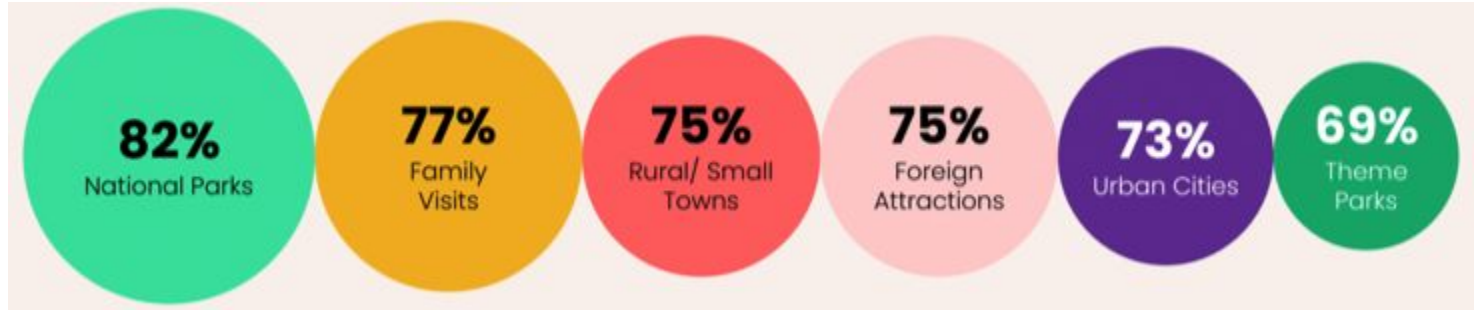 82%
National Parks
77%
Family
Visits
75%
Rural/ Small
Towns
75%
Foreign
Attractions
73%
Urban Cities
69%
Theme
Parks